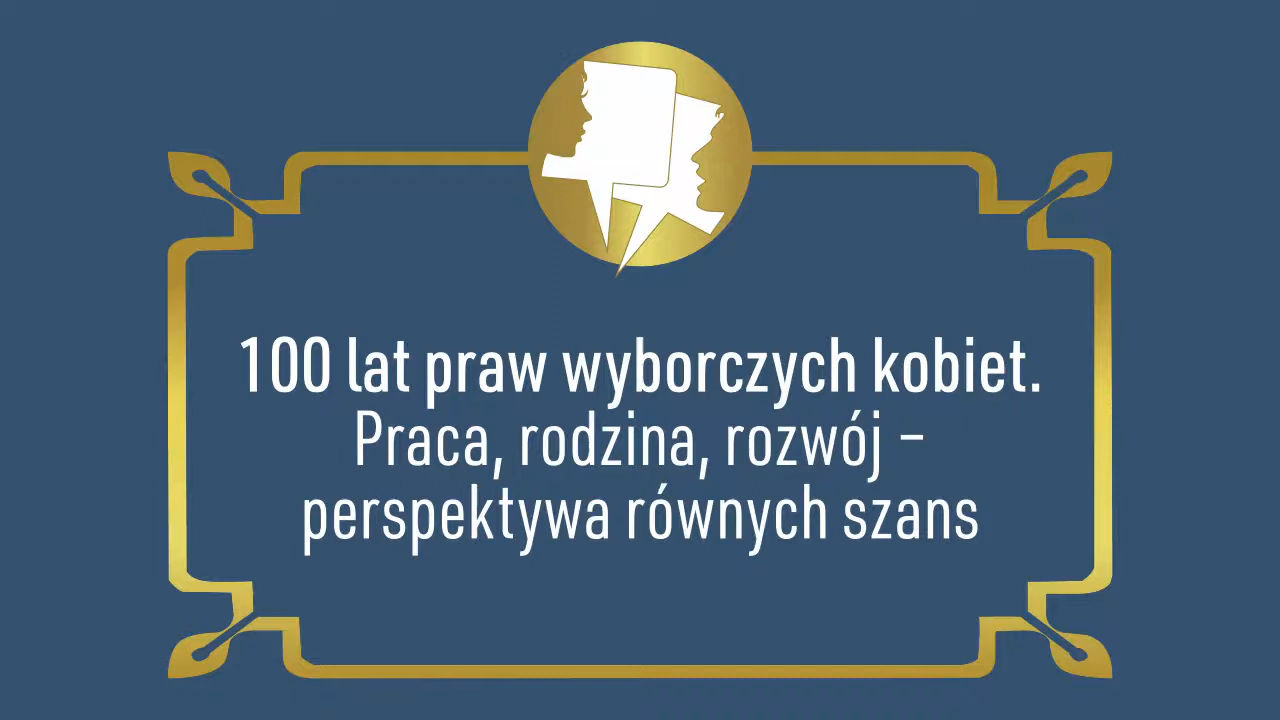 100 lat praw wyborczych kobiet.
Praca, rodzina, rozwój –
perspektywa równych szans